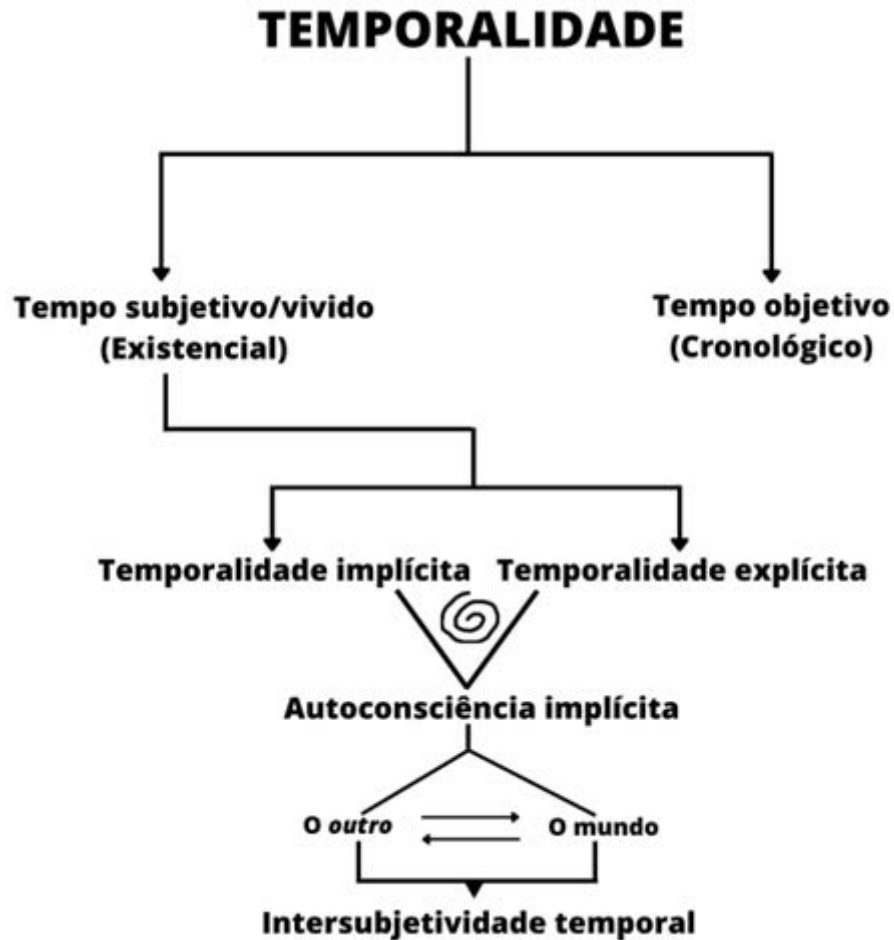 TEMPORALIDADE
Tempo subjetivo/vivido
(Existencial)
Tempo objetivo
(Cronológico)
Temporalidade implícita
Temporalidade explícita
Autoconsciência implícita
O outro
O mundo
Intersubjetividade temporal